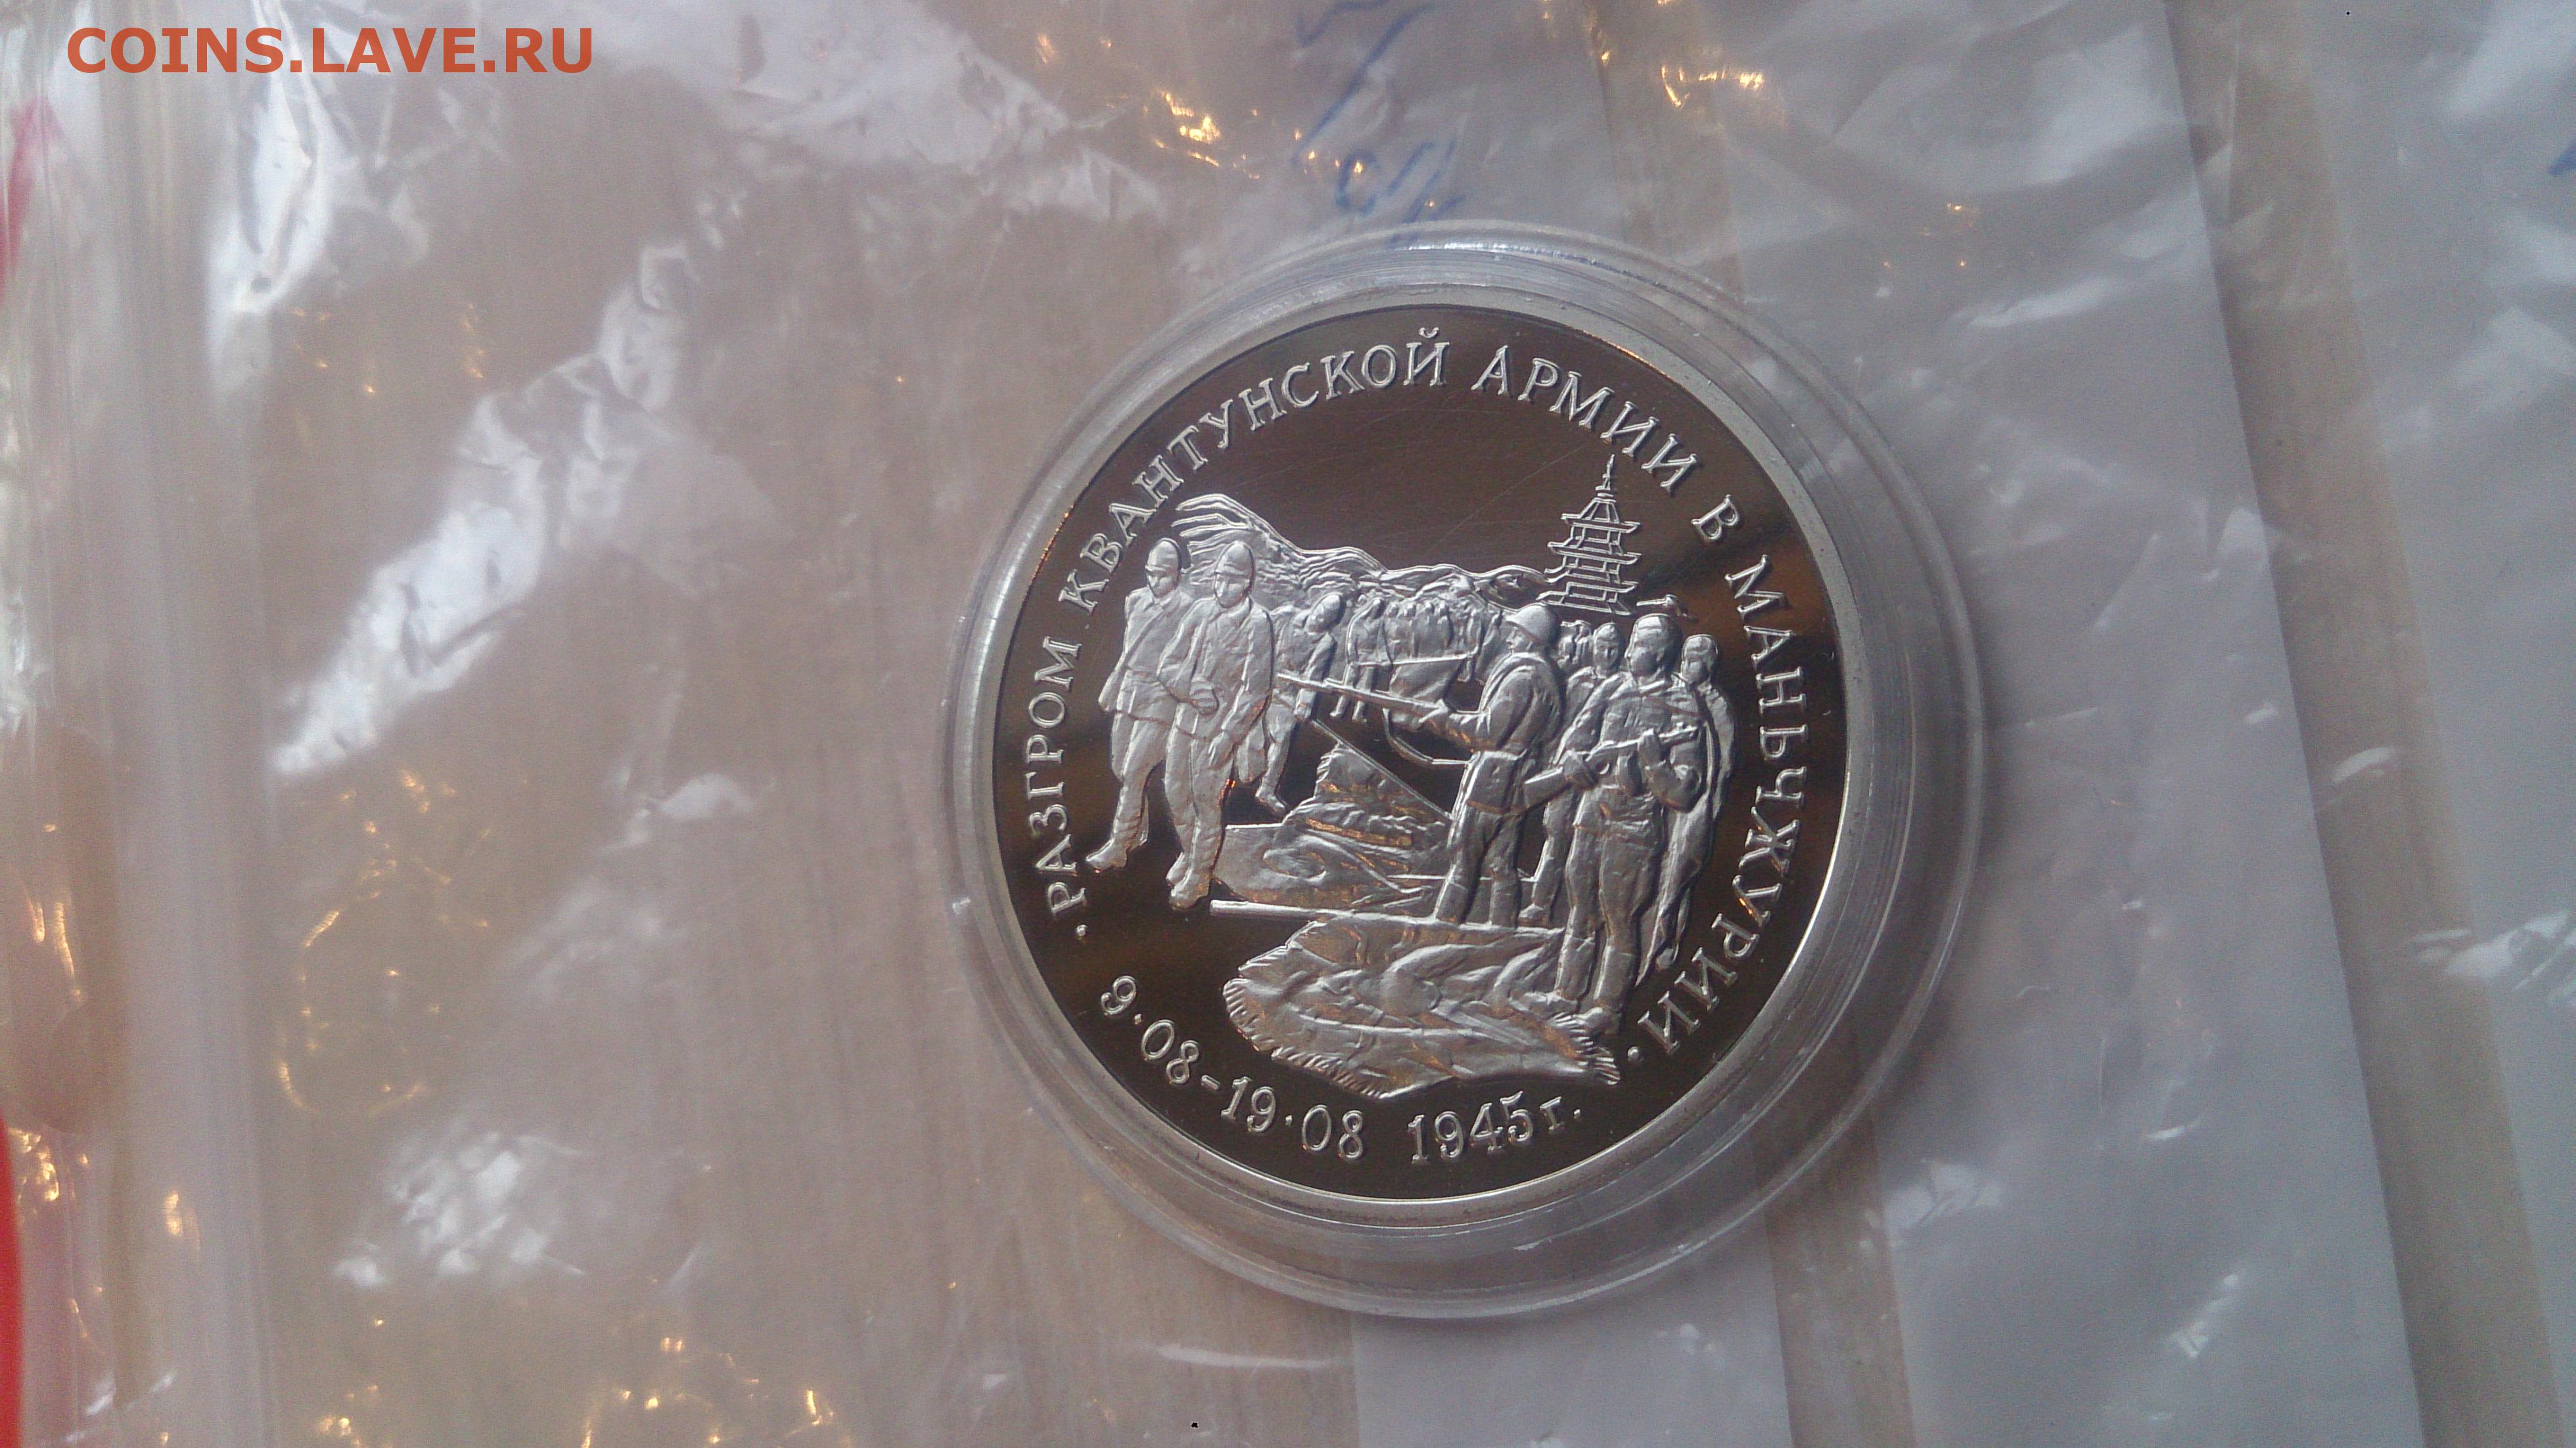 COINS.LAVE.RU
· РАЗГРОМ КВАНТУНСКОЙ АРМИИ В МАНЬЧЖУРИИ ·
9·08-19·08 1945г.